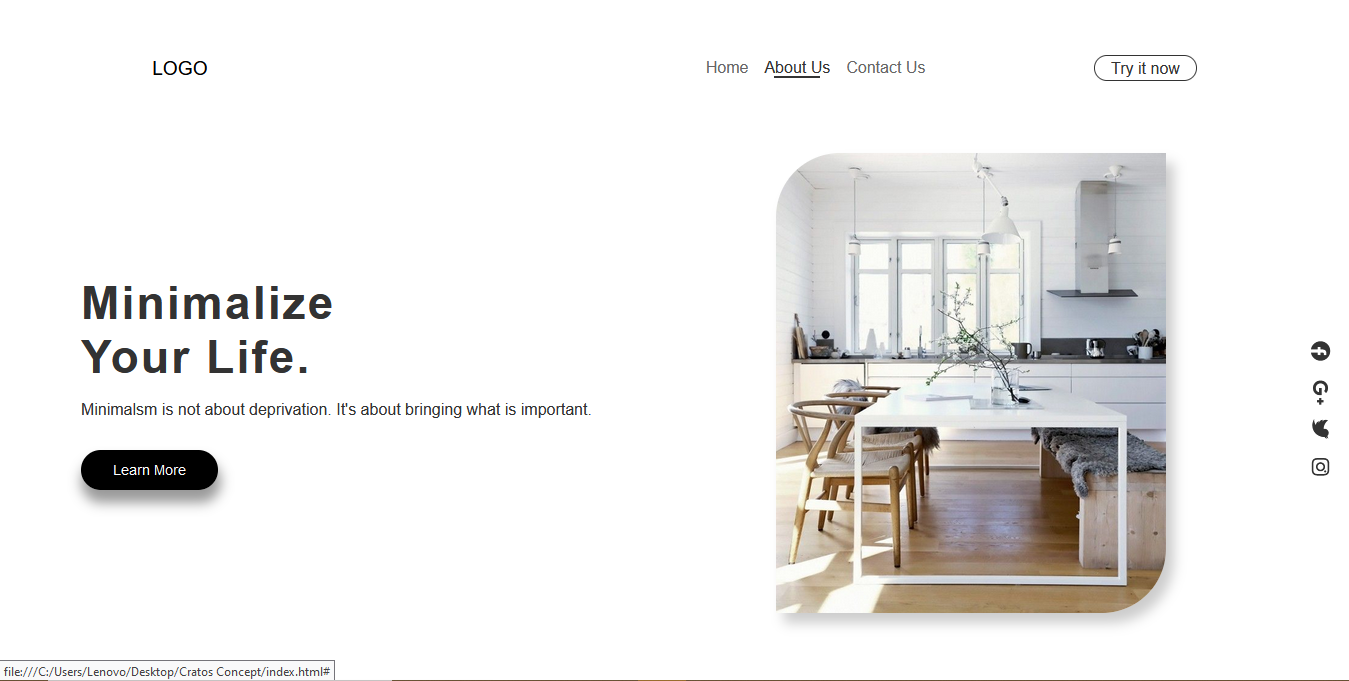 LOGO
Home About Us Contact Us
Try it now
Minimalize
Your Life.
Minimalsm is not about deprivation. It's about bringing what is important.
Learn More
file:///C:/Users/Lenovo/Desktop/Cratos Concept/index.html#